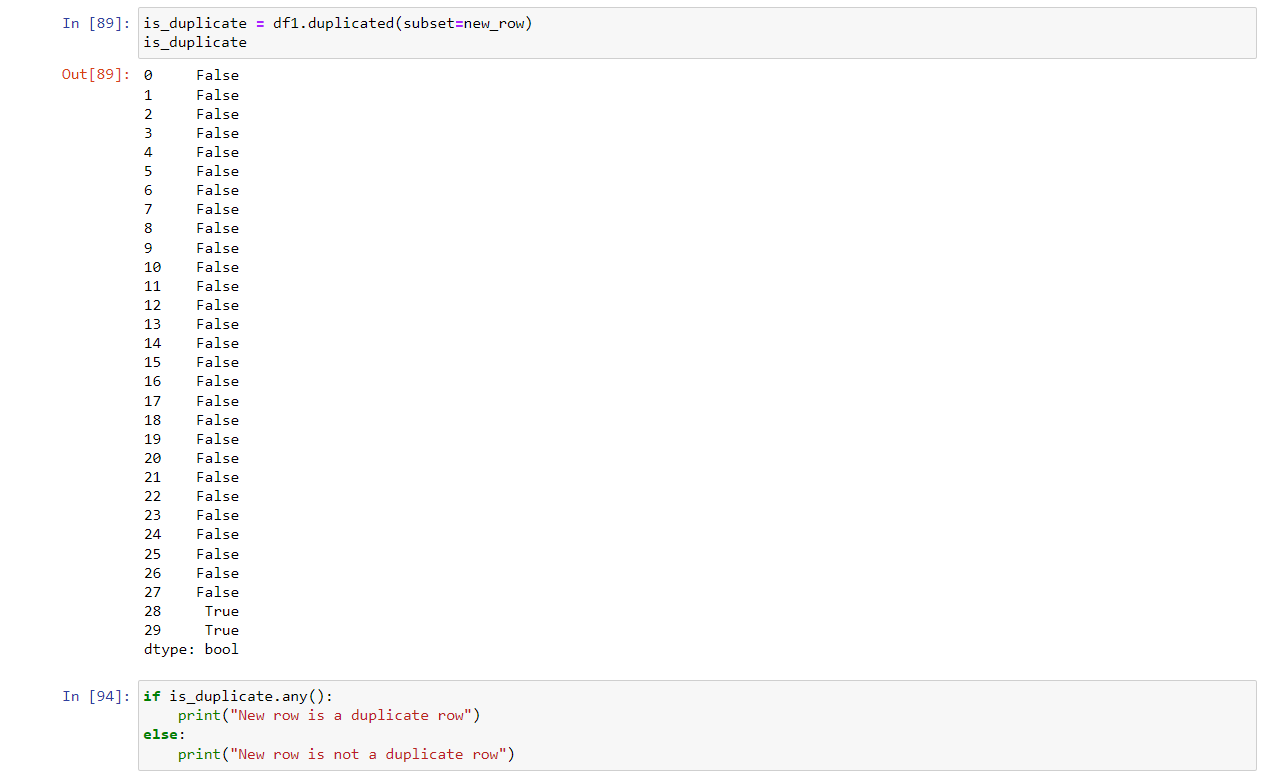 In [89]: is_duplicate = df1.duplicated(subset=new_row)
is_duplicate
Out[89]: 0 False
1 False
2 False
3 False
4 False
5 False
6 False
7 False
8 False
9 False
10 False
11 False
12 False
13 False
14 False
15 False
16 False
17 False
18 False
19 False
20 False
21 False
22 False
23 False
24 False
25 False
26 False
27 False
28 True
29 True
dtype: bool
In [94]: if is_duplicate.any():
print("New row is a duplicate row")
else:
print("New row is not a duplicate row")